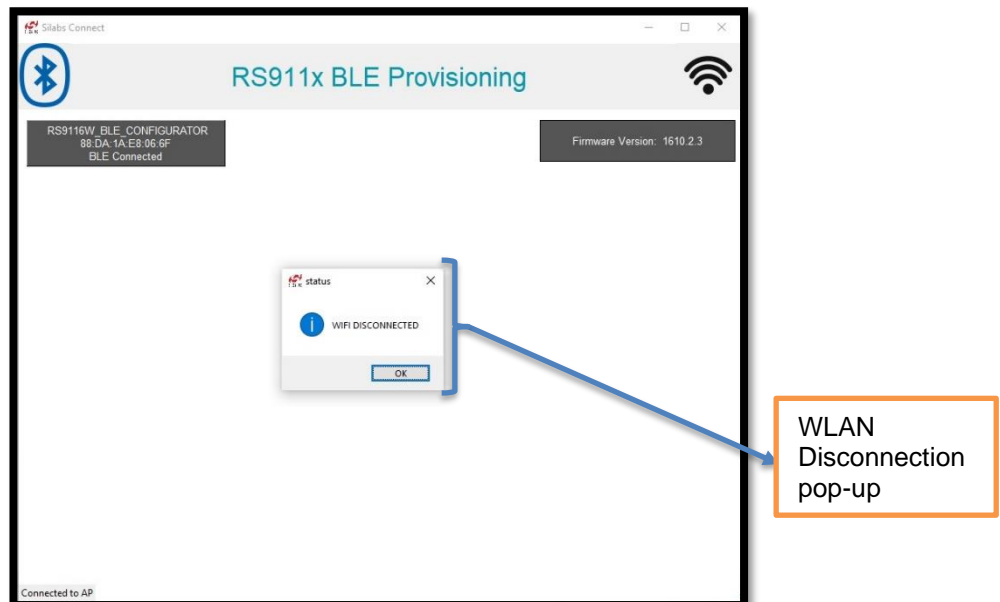 Silabs Connect
RS911x BLE Provisioning
RS9116W_BLE_CONFIGURATOR
88:DA:1A:E8:06:6F
BLE Connected
Firmware Version: 1610.2.3
status
WIFI DISCONNECTED
OK
WLAN
Disconnection
pop-up
Connected to AP